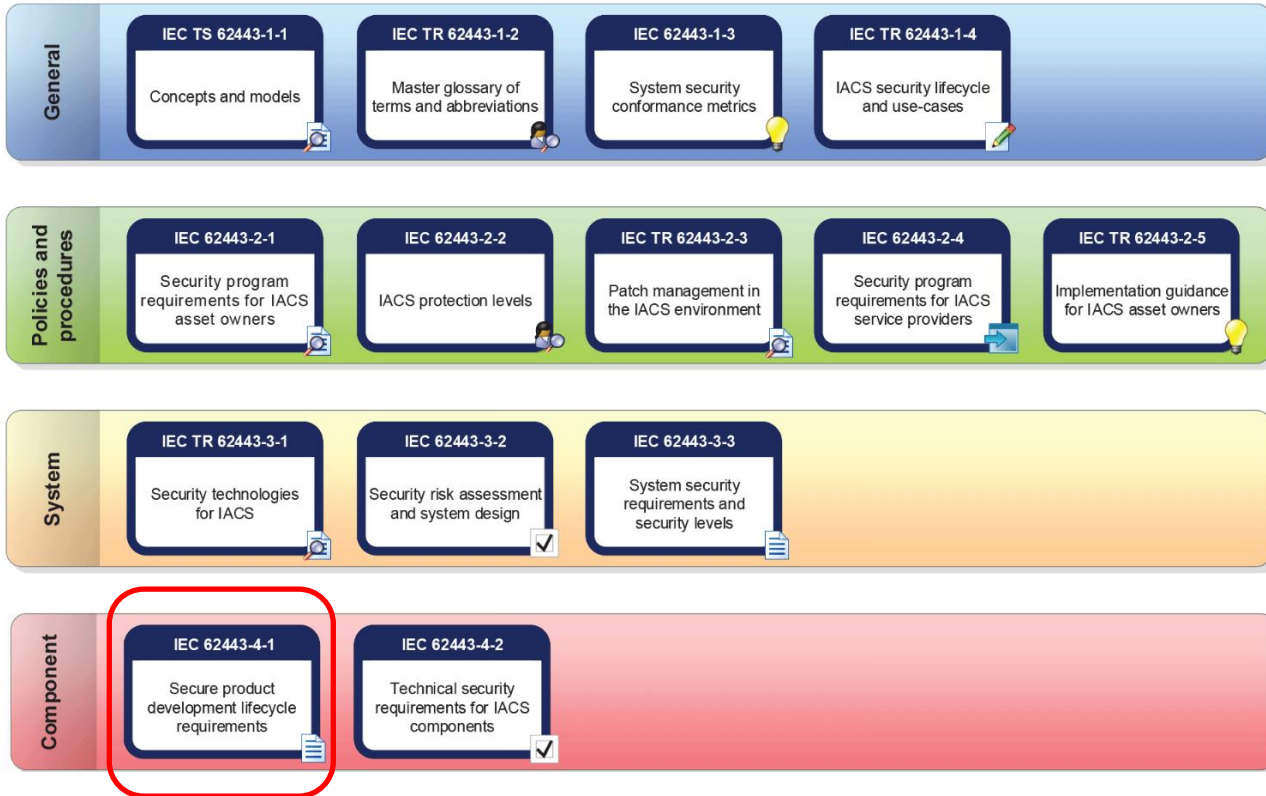 General
IEC TS 62443-1-1
Concepts and models
IEC TR 62443-1-2
Master glossary of
terms and abbreviations
IEC 62443-1-3
System security
conformance metrics
IEC TR 62443-1-4
IACS security lifecycle
and use-cases
Policies and
procedures
IEC 62443-2-1
Security program
requirements for IACS
asset owners
IEC 62443-2-2
IACS protection levels
IEC TR 62443-2-3
Patch management in
the IACS environment
IEC 62443-2-4
Security program
requirements for IACS
service providers
IEC TR 62443-2-5
Implementation guidance
for IACS asset owners
System
IEC TR 62443-3-1
Security technologies
for IACS
IEC 62443-3-2
Security risk assessment
and system design
IEC 62443-3-3
System security
requirements and
security levels
Component
IEC 62443-4-1
Secure product
development lifecycle
requirements
IEC 62443-4-2
Technical security
requirements for IACS
components